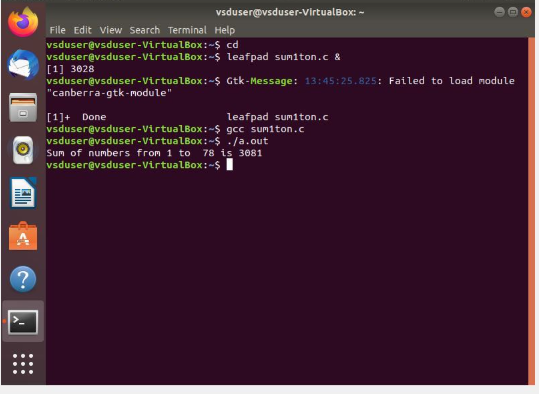 vsduser@vsduser-VirtualBox: ~
File Edit View Search Terminal Help
vsduser@vsduser-VirtualBox:~$ cd
vsduser@vsduser-VirtualBox:~$ leafpad sum1ton.c &
[1] 3028
vsduser@vsduser-VirtualBox:~$ Gtk-Message: 13:45:25.825: Failed to load module
"canberra-gtk-module"
[1]+  Done                    leafpad sum1ton.c
vsduser@vsduser-VirtualBox:~$ gcc sum1ton.c
vsduser@vsduser-VirtualBox:~$ ./a.out
Sum of numbers from 1 to  78 is 3081
vsduser@vsduser-VirtualBox:~$